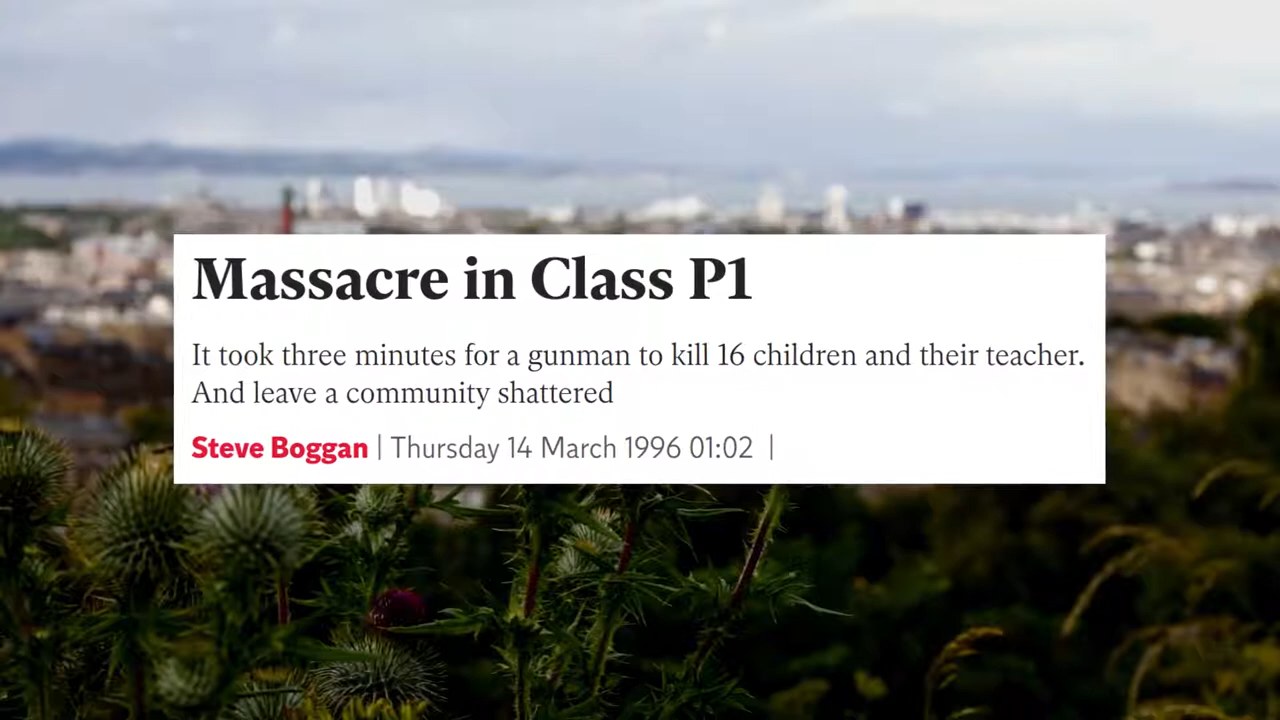 Massacre in Class P1
It took three minutes for a gunman to kill 16 children and their teacher.
And leave a community shattered
Steve Boggan | Thursday 14 March 1996 01:02 |